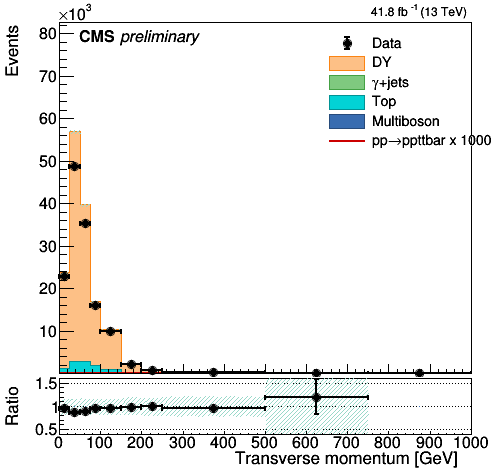 ×10³
41.8 fb⁻¹ (13 TeV)
CMS preliminary
Events
80
70
60
50
40
30
20
10
Data
DY
γ+jets
Top
Multiboson
pp→ppttbar x 1000
Ratio
1.5
1
0.5
0 100 200 300 400 500 600 700 800 900 1000
Transverse momentum [GeV]